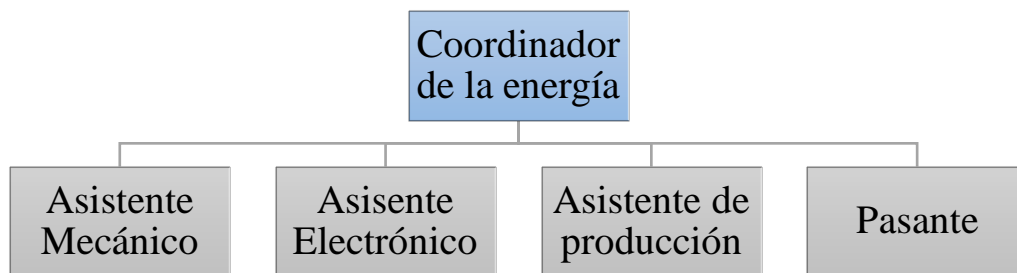 Coordinador
de la energía
Asistente
Mecánico
Asisente
Electrónico
Asistente de
producción
Pasante